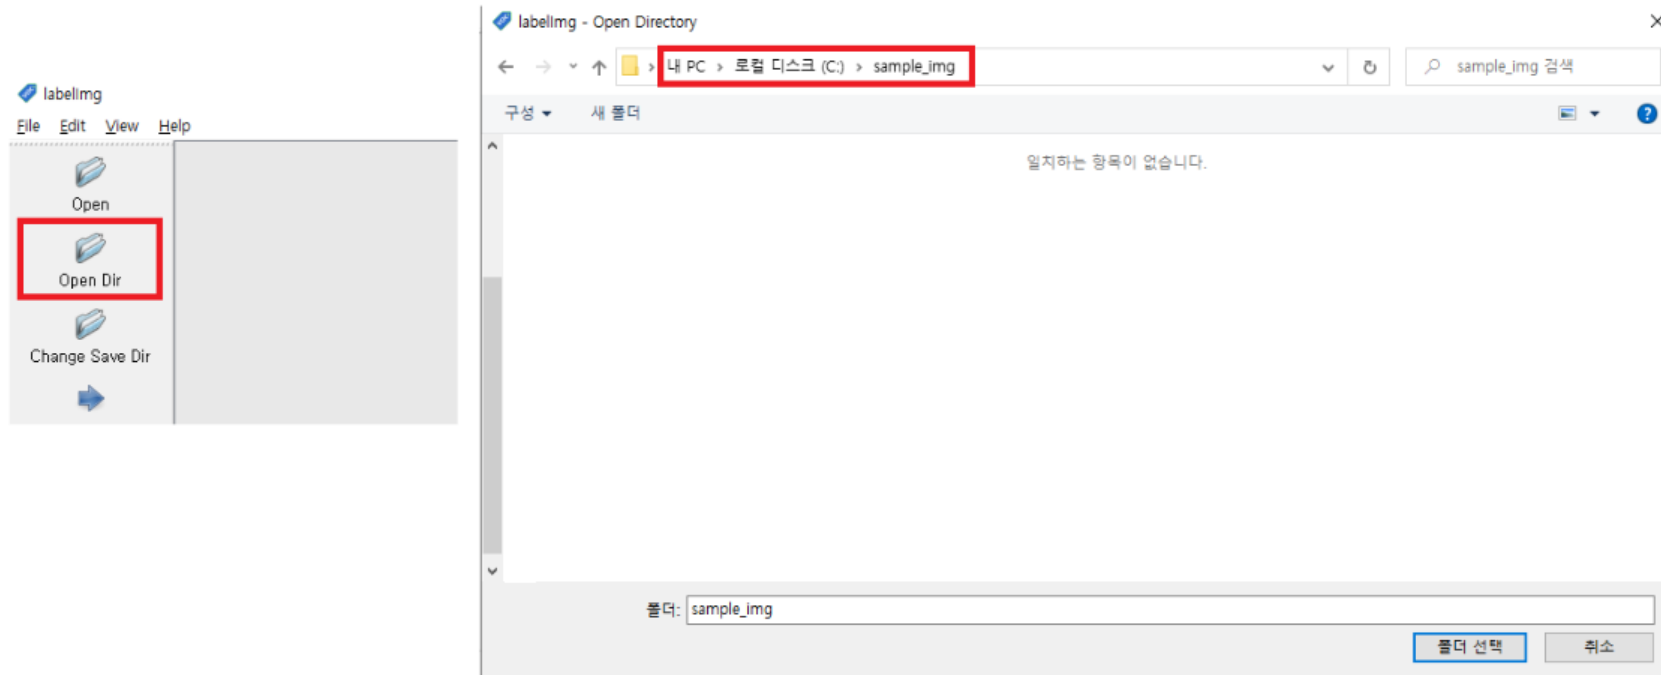 labelImg
File Edit View Help
Open
Open Dir
Change Save Dir
labelImg - Open Directory
내 PC › 로컬 디스크 (C:) › sample_img
sample_img 검색
구성
새 폴더
일치하는 항목이 없습니다.
폴더: sample_img
폴더 선택
취소